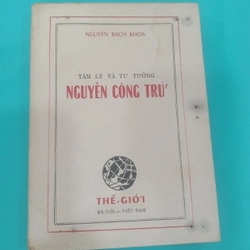 NGUYỄN BÁCH KHOA
TÂM LÝ VÀ TƯ TƯỞNG
NGUYỄN CÔNG TRỨ
THẾ-GIỚI
HÀ-NỘI — VIỆT-NAM